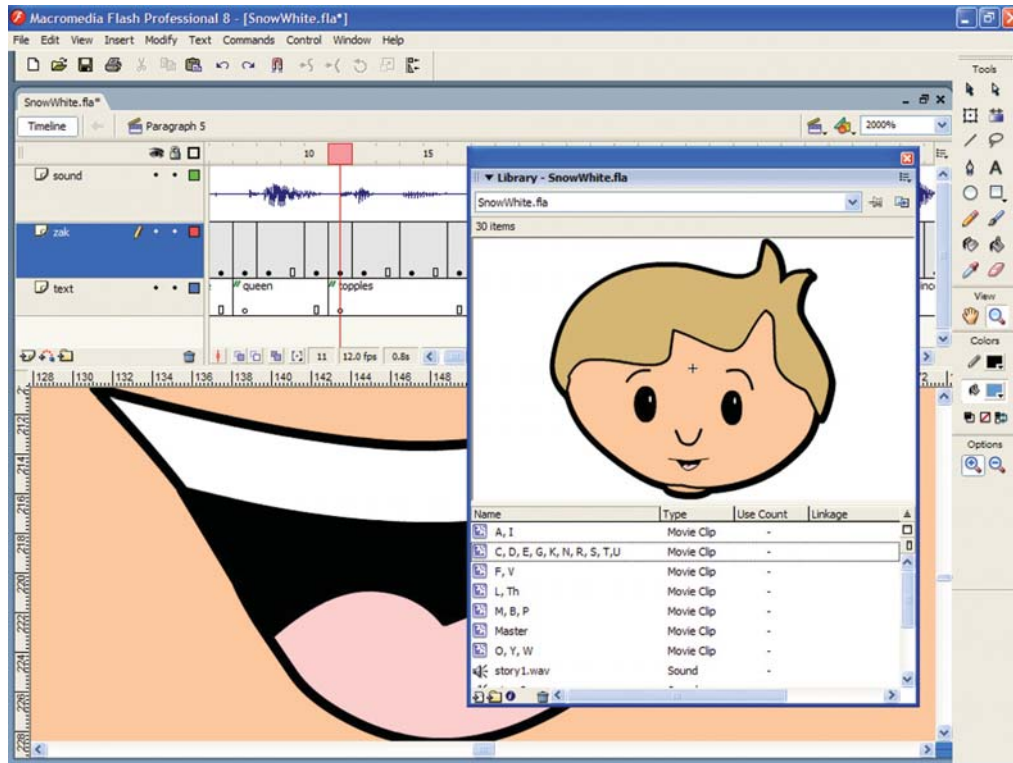 Macromedia Flash Professional 8 - [SnowWhite.fla*]
File Edit View Insert Modify Text Commands Control Window Help
SnowWhite.fla*
Timeline Paragraph 5 2000%
10 15
sound
zak
text queen topples
11 12.0 fps 0.8s
128 130 132 134 136 138 140 142 144 146 148
212
214
216
218
220
222
224
226
228
Library - SnowWhite.fla
SnowWhite.fla
30 items
Name Type Use Count Linkage
A, I Movie Clip -
C, D, E, G, K, N, R, S, T,U Movie Clip -
F, V Movie Clip -
L, Th Movie Clip -
M, B, P Movie Clip -
Master Movie Clip -
O, Y, W Movie Clip -
story1.wav Sound -
Tools
A
View
Colors
Options